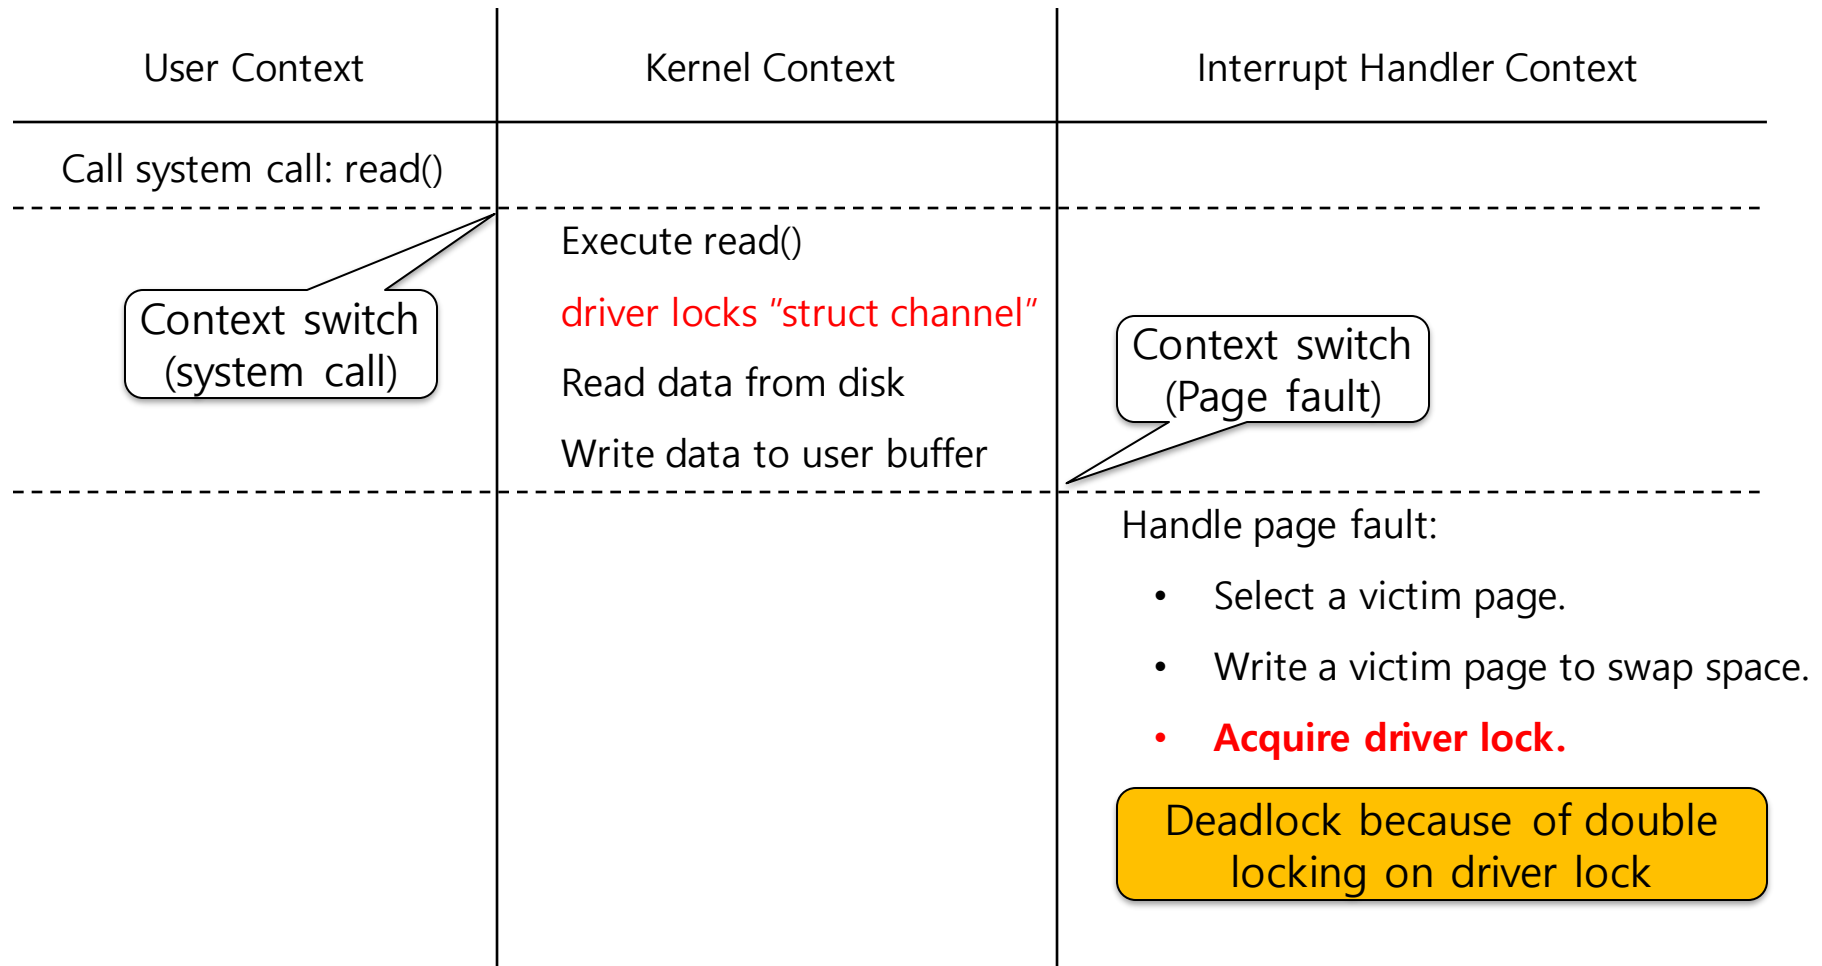 User Context
Kernel Context
Interrupt Handler Context
Call system call: read()
Execute read()
driver locks "struct channel"
Read data from disk
Write data to user buffer
Context switch
(system call)
Context switch
(Page fault)
Handle page fault:
• Select a victim page.
• Write a victim page to swap space.
• Acquire driver lock.
Deadlock because of double
locking on driver lock